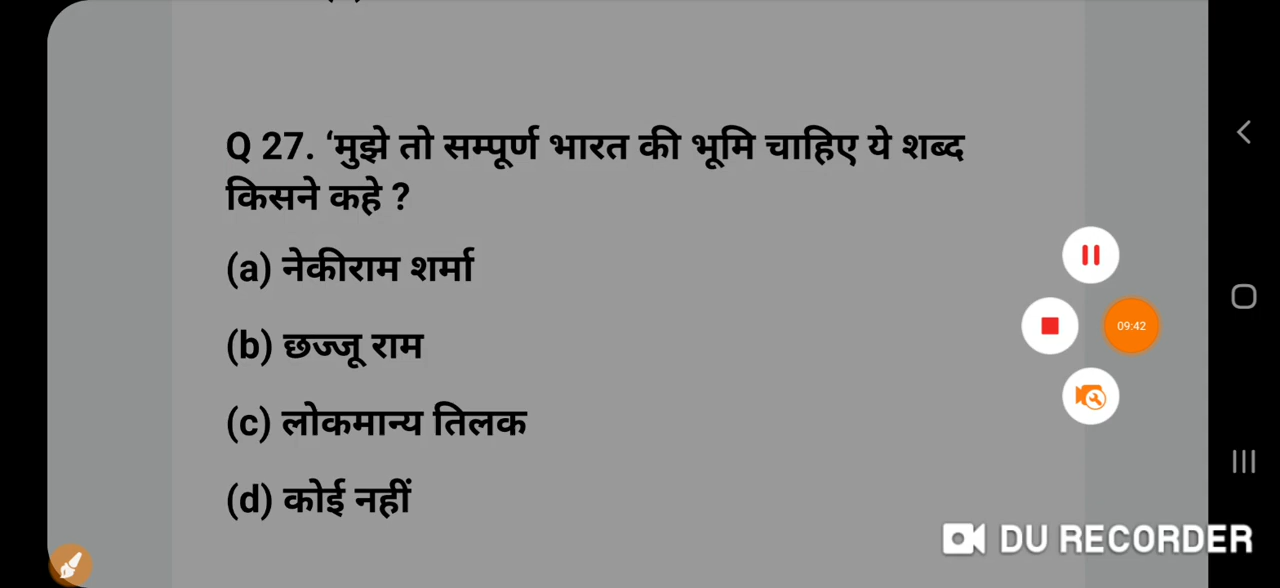 Q 27. ‘मुझे तो सम्पूर्ण भारत की भूमि चाहिए ये शब्द
किसने कहे ?
(a) नेकीराम शर्मा
(b) छज्जू राम
09:42
(c) लोकमान्य तिलक
(d) कोई नहीं
DU RECORDER